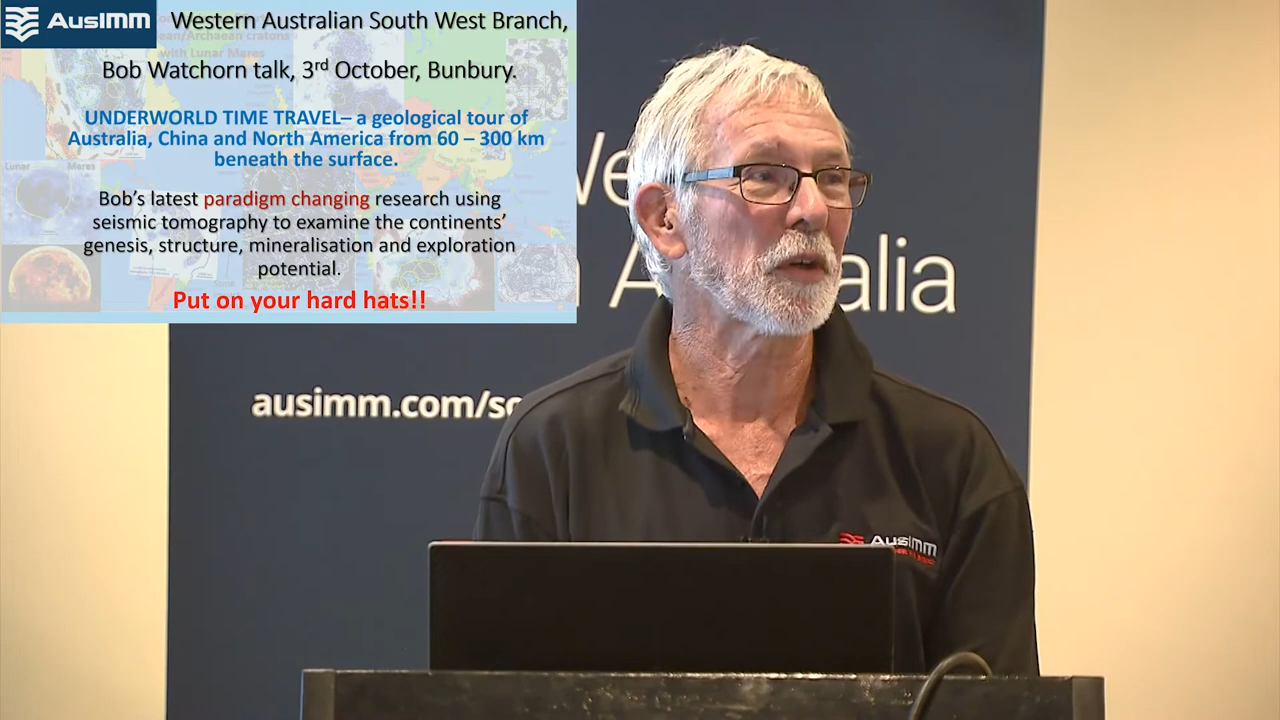 AusIMM
Western Australian South West Branch,
Bob Watchorn talk, 3rd October, Bunbury.
UNDERWORLD TIME TRAVEL– a geological tour of
Australia, China and North America from 60 – 300 km
beneath the surface.
Lunar Mares
Bob's latest paradigm changing research using
seismic tomography to examine the continents'
genesis, structure, mineralisation and exploration
potential.
Put on your hard hats!!
We
A alia
ausimm.com/so
AusIMM